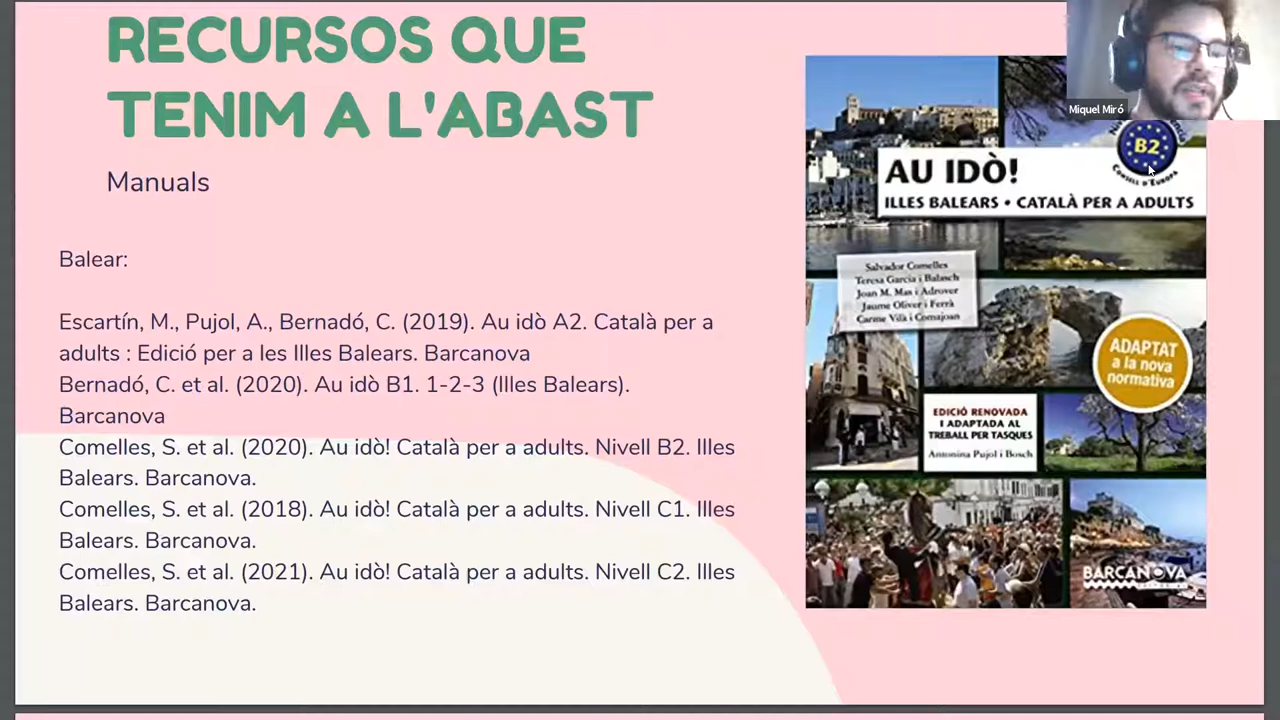 RECURSOS QUE
TENIM A L'ABAST
Manuals
Balear:
Escartín, M., Pujol, A., Bernadó, C. (2019). Au idò A2. Català per a
adults : Edició per a les Illes Balears. Barcanova
Bernadó, C. et al. (2020). Au idò B1. 1-2-3 (Illes Balears).
Barcanova
Comelles, S. et al. (2020). Au idò! Català per a adults. Nivell B2. Illes
Balears. Barcanova.
Comelles, S. et al. (2018). Au idò! Català per a adults. Nivell C1. Illes
Balears. Barcanova.
Comelles, S. et al. (2021). Au idò! Català per a adults. Nivell C2. Illes
Balears. Barcanova.
Miquel Miró
B2
CONSELL D'EUROPA
AU IDÒ!
ILLES BALEARS • CATALÀ PER A ADULTS
Salvador Comelles
Teresa Garcia i Balasch
Joan M. Mas i Adrover
Jaume Oliver i Ferrà
Carme Vilà i Comajoan
ADAPTAT
a la nova
normativa
EDICIÓ RENOVADA
I ADAPTADA AL
TREBALL PER TASQUES
Antonina Pujol i Bosch
BARCANOVA